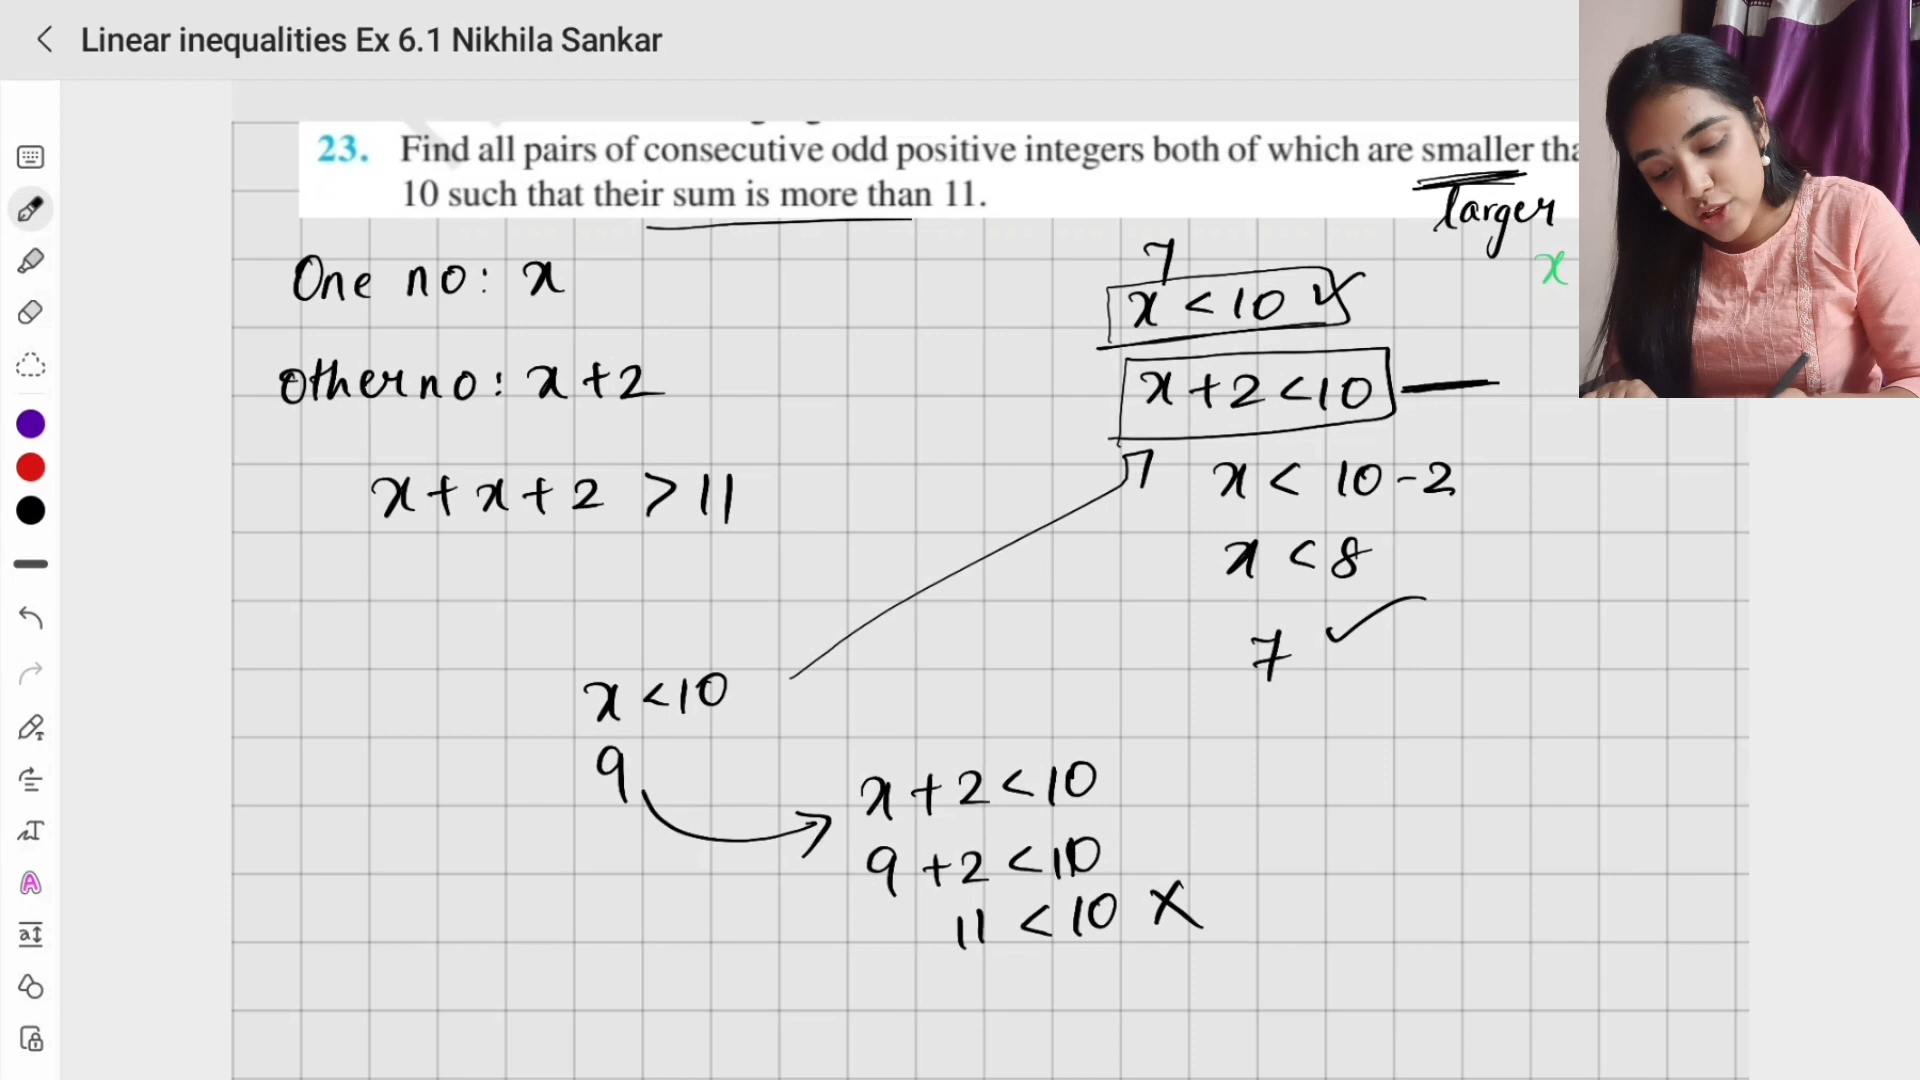 Linear inequalities Ex 6.1 Nikhila Sankar
23. Find all pairs of consecutive odd positive integers both of which are smaller tha
10 such that their sum is more than 11.
larger
x
One no: x
Other no: x+2
x+x+2 >11
7
x < 10
x+2<10
7
x < 10-2
x < 8
7
x <10
9
x+2<10
9+2<10
11 < 10 X